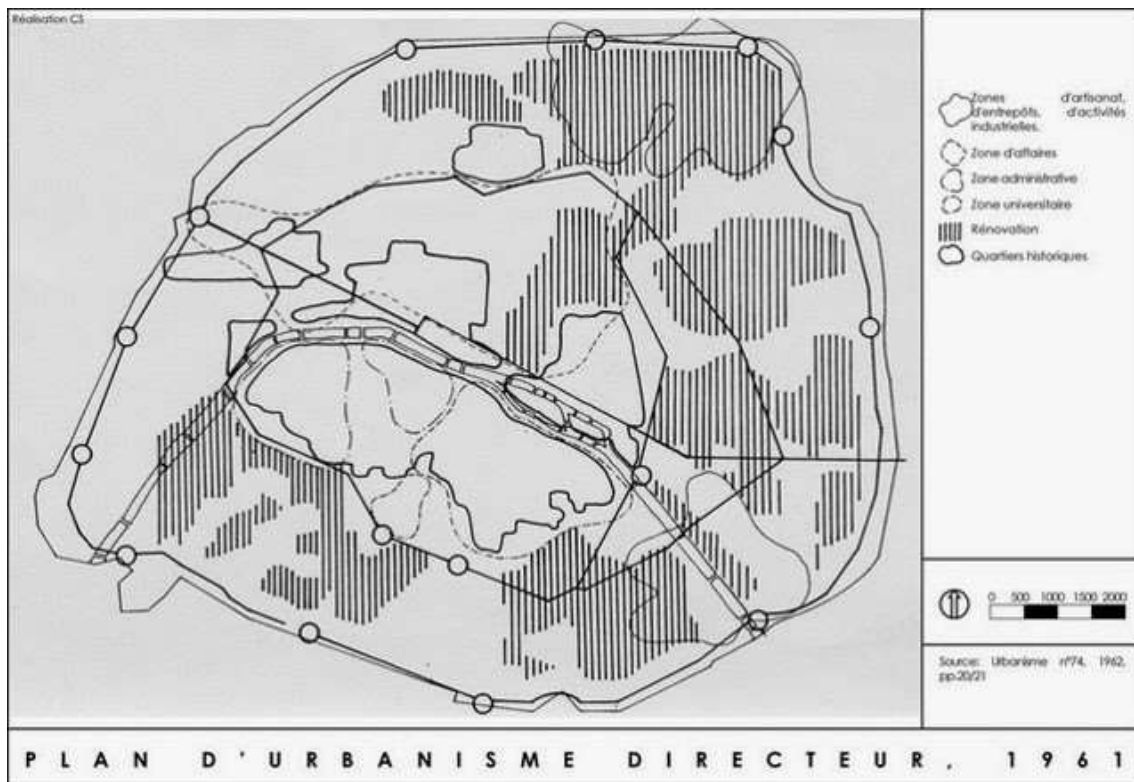 Réalisation CS
Zones d'artisanat,
d'entrepôts, d'activités
industrielles.
Zone d'affaires
Zone administrative
Zone universitaire
Rénovation
Quartiers historiques
0 500 1000 1500 2000
Source: Urbanisme n°74, 1962,
pp.20/21
PLAN D'URBANISME DIRECTEUR, 1961